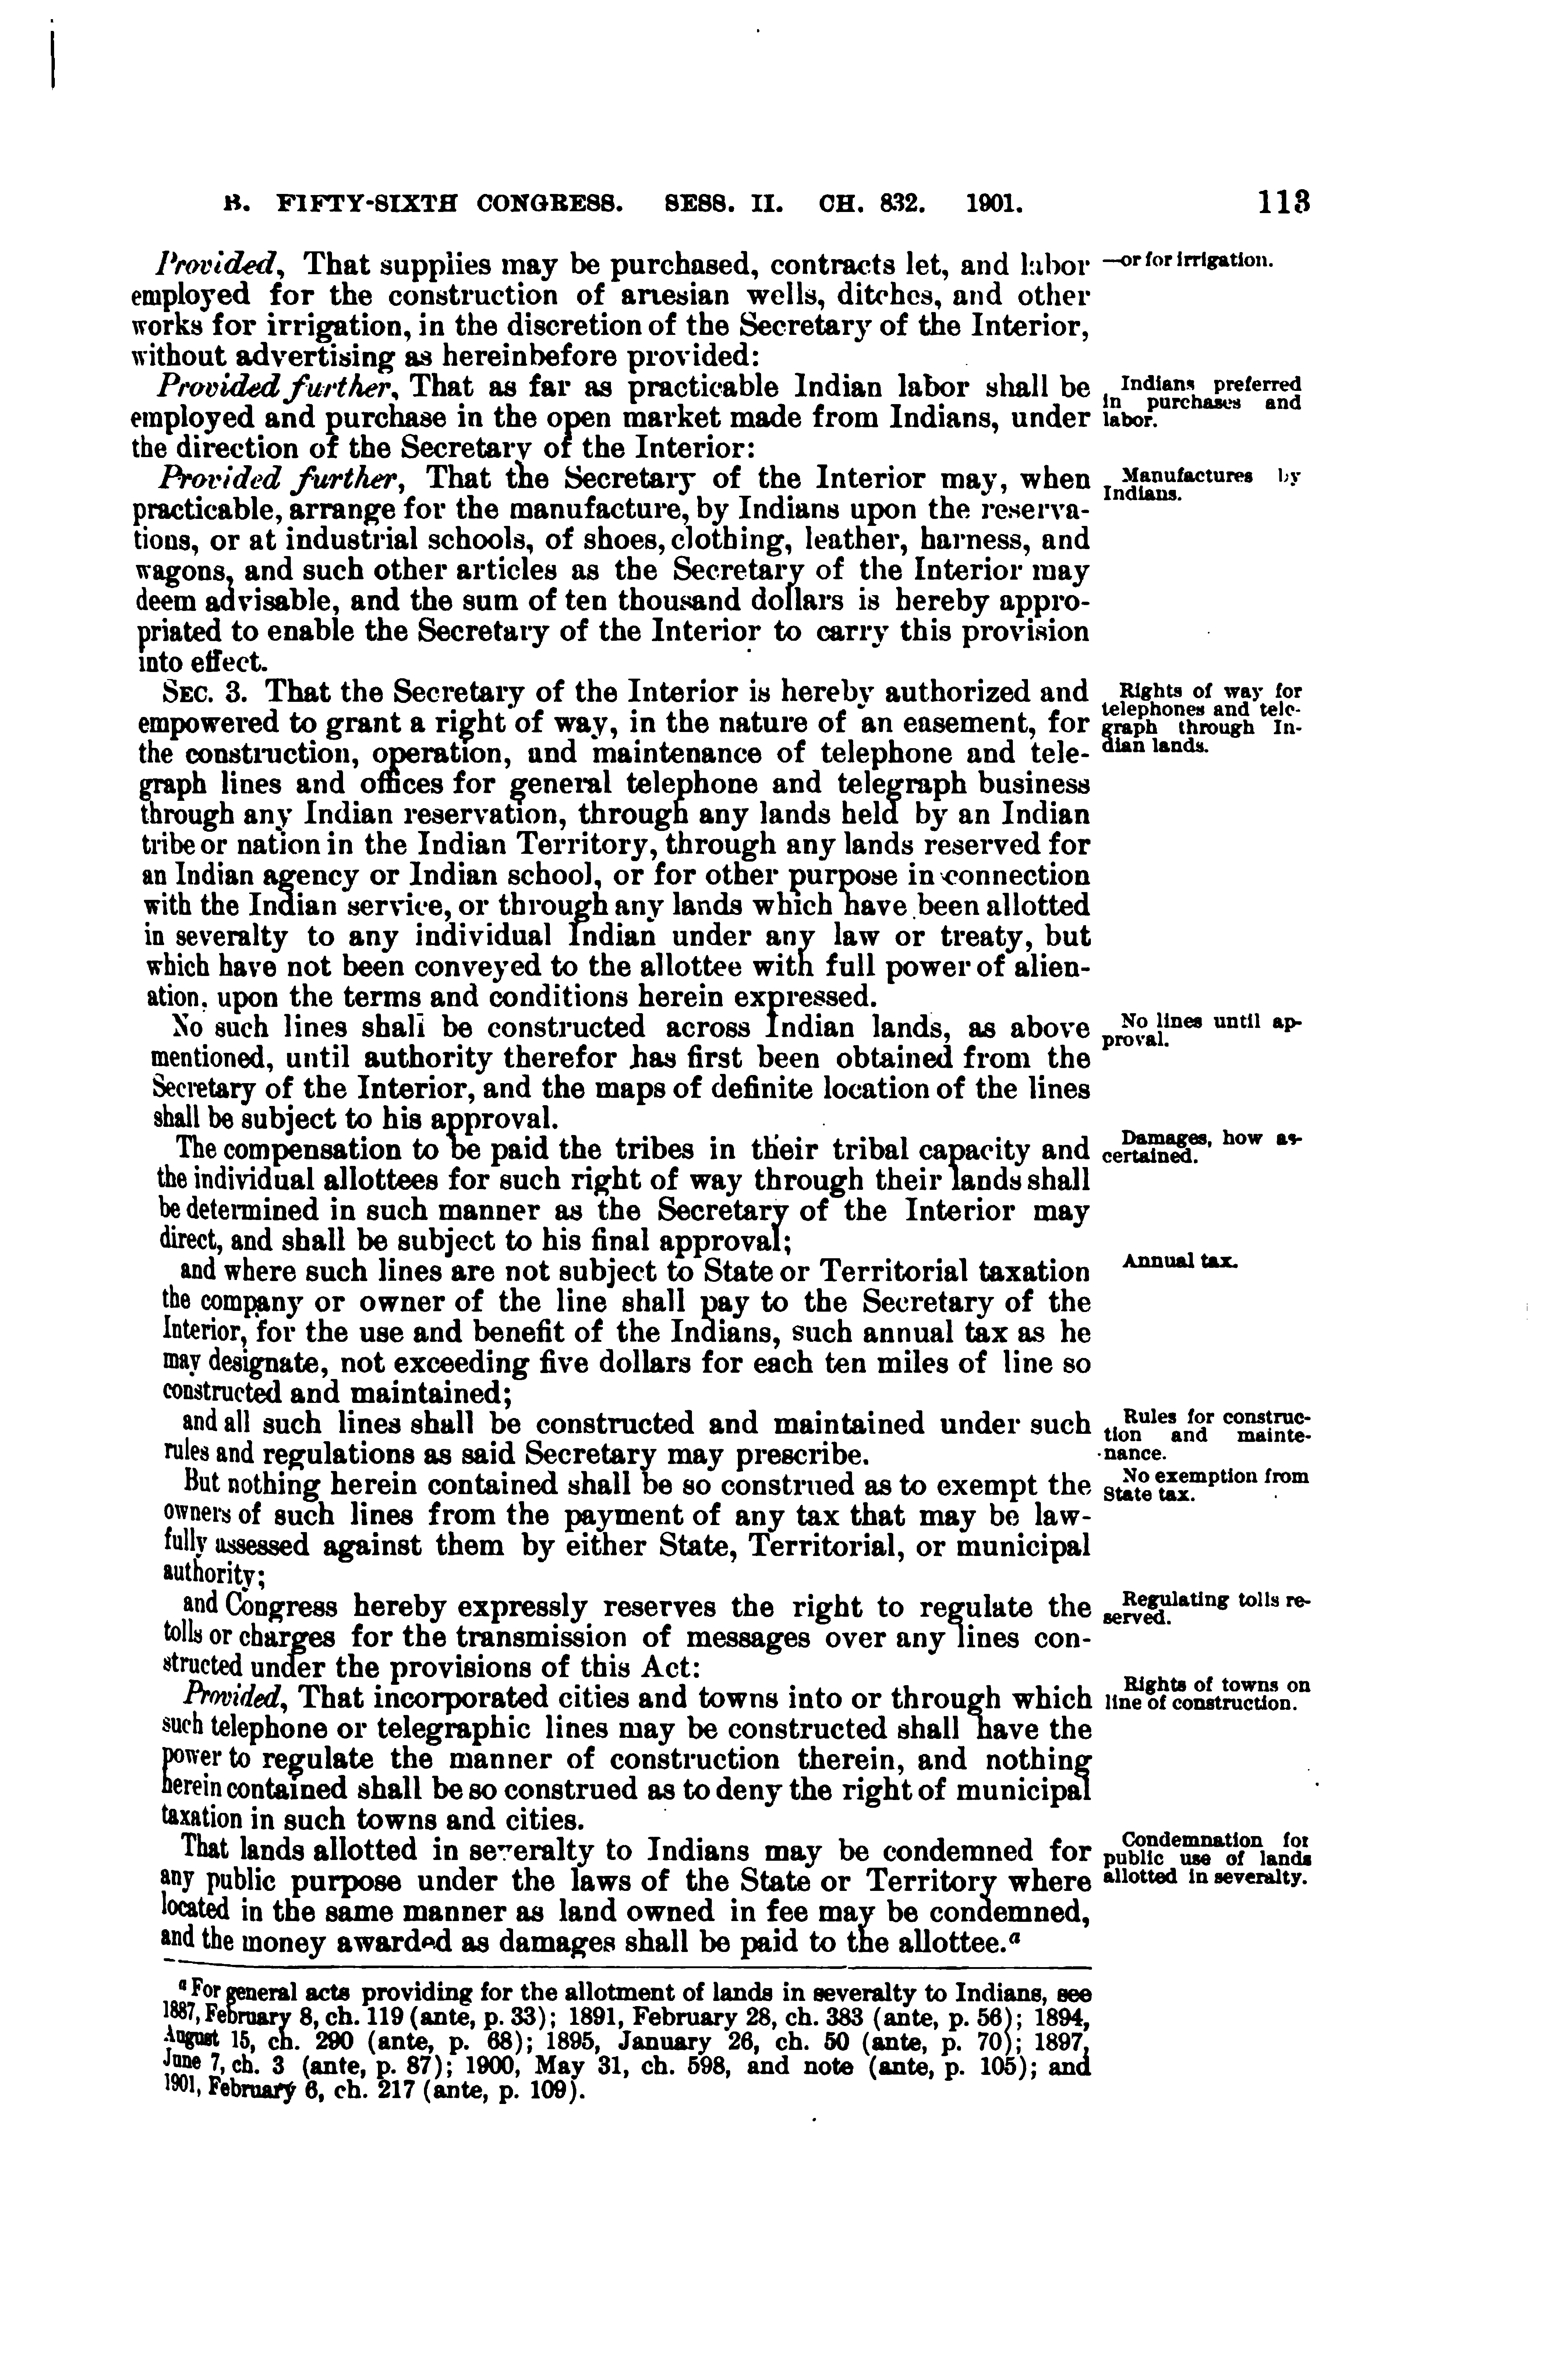 B. FIFTY-SIXTH CONGRESS. SESS. II. CH. 832. 1901. 113
Provided, That supplies may be purchased, contracts let, and labor
employed for the construction of artesian wells, ditches, and other
works for irrigation, in the discretion of the Secretary of the Interior,
without advertising as hereinbefore provided:
—or for irrigation.
Provided further, That as far as practicable Indian labor shall be
employed and purchase in the open market made from Indians, under
the direction of the Secretary of the Interior:
Indians preferred
in purchases and
labor.
Provided further, That the Secretary of the Interior may, when
practicable, arrange for the manufacture, by Indians upon the reserva-
tions, or at industrial schools, of shoes, clothing, leather, harness, and
wagons, and such other articles as the Secretary of the Interior may
deem advisable, and the sum of ten thousand dollars is hereby appro-
priated to enable the Secretary of the Interior to carry this provision
into effect.
Manufactures by
Indians.
SEC. 3. That the Secretary of the Interior is hereby authorized and
empowered to grant a right of way, in the nature of an easement, for
the construction, operation, and maintenance of telephone and tele-
graph lines and offices for general telephone and telegraph business
through any Indian reservation, through any lands held by an Indian
tribe or nation in the Indian Territory, through any lands reserved for
an Indian agency or Indian school, or for other purpose in connection
with the Indian service, or through any lands which have been allotted
in severalty to any individual Indian under any law or treaty, but
which have not been conveyed to the allottee with full power of alien-
ation, upon the terms and conditions herein expressed.
Rights of way for
telephones and tele-
graph through In-
dian lands.
No such lines shall be constructed across Indian lands, as above
mentioned, until authority therefor has first been obtained from the
Secretary of the Interior, and the maps of definite location of the lines
shall be subject to his approval.
No lines until ap-
proval.
The compensation to be paid the tribes in their tribal capacity and
the individual allottees for such right of way through their lands shall
be determined in such manner as the Secretary of the Interior may
direct, and shall be subject to his final approval;
Damages, how as-
certained.
and where such lines are not subject to State or Territorial taxation
the company or owner of the line shall pay to the Secretary of the
Interior, for the use and benefit of the Indians, such annual tax as he
may designate, not exceeding five dollars for each ten miles of line so
constructed and maintained;
Annual tax.
and all such lines shall be constructed and maintained under such
rules and regulations as said Secretary may prescribe.
Rules for construc-
tion and mainte-
nance.
But nothing herein contained shall be so construed as to exempt the
owners of such lines from the payment of any tax that may be law-
fully assessed against them by either State, Territorial, or municipal
authority;
No exemption from
State tax.
and Congress hereby expressly reserves the right to regulate the
tolls or charges for the transmission of messages over any lines con-
structed under the provisions of this Act:
Regulating tolls re-
served.
Provided, That incorporated cities and towns into or through which
such telephone or telegraphic lines may be constructed shall have the
power to regulate the manner of construction therein, and nothing
herein contained shall be so construed as to deny the right of municipal
taxation in such towns and cities.
Rights of towns on
line of construction.
That lands allotted in severalty to Indians may be condemned for
any public purpose under the laws of the State or Territory where
located in the same manner as land owned in fee may be condemned,
and the money awarded as damages shall be paid to the allottee.a
Condemnation for
public use of lands
allotted in severalty.
a For general acts providing for the allotment of lands in severalty to Indians, see
1887, February 8, ch. 119 (ante, p. 33); 1891, February 28, ch. 383 (ante, p. 56); 1894,
August 15, ch. 290 (ante, p. 68); 1895, January 26, ch. 50 (ante, p. 70); 1897,
June 7, ch. 3 (ante, p. 87); 1900, May 31, ch. 598, and note (ante, p. 105); and
1901, February 6, ch. 217 (ante, p. 109).